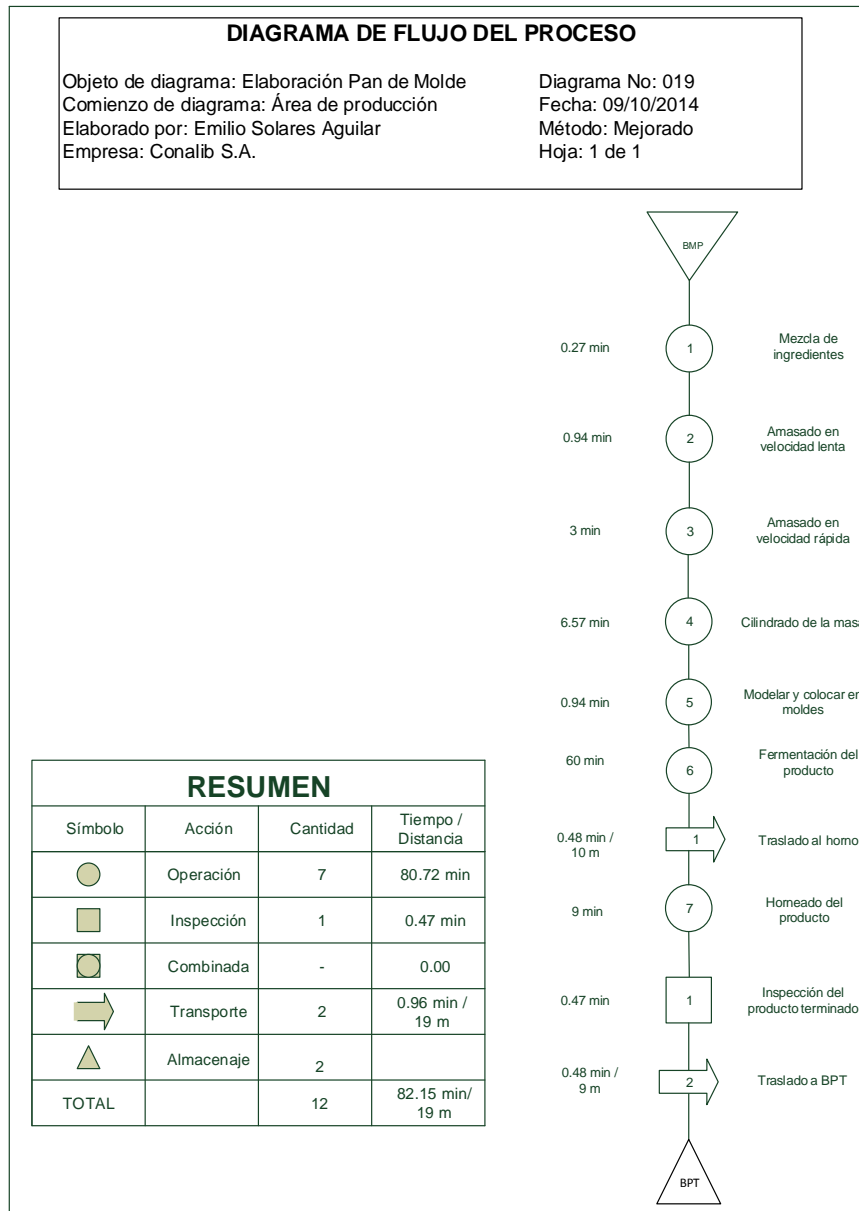 DIAGRAMA DE FLUJO DEL PROCESO
Objeto de diagrama: Elaboración Pan de Molde
Comienzo de diagrama: Área de producción
Elaborado por: Emilio Solares Aguilar
Empresa: Conalib S.A.
Diagrama No: 019
Fecha: 09/10/2014
Método: Mejorado
Hoja: 1 de 1
BMP
0.27 min
1
Mezcla de
ingredientes
0.94 min
2
Amasado en
velocidad lenta
3 min
3
Amasado en
velocidad rápida
6.57 min
4
Cilindrado de la masa
0.94 min
5
Modelar y colocar en
moldes
60 min
6
Fermentación del
producto
0.48 min /
10 m
1
Traslado al horno
9 min
7
Horneado del
producto
0.47 min
1
Inspección del
producto terminado
0.48 min /
9 m
2
Traslado a BPT
BPT
RESUMEN
Símbolo Acción Cantidad Tiempo /
Distancia
Operación 7 80.72 min
Inspección 1 0.47 min
Combinada - 0.00
Transporte 2 0.96 min /
19 m
Almacenaje 2
TOTAL 12 82.15 min/
19 m